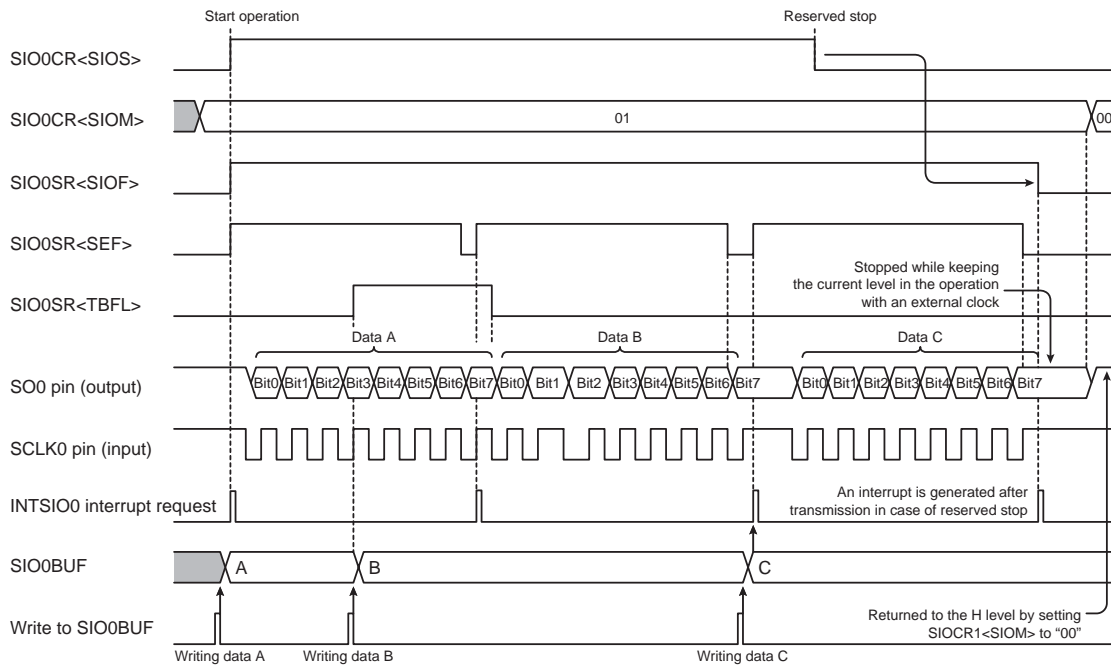 Start operation
Reserved stop
SIO0CR<SIOS>
SIO0CR<SIOM>
01
00
SIO0SR<SIOF>
SIO0SR<SEF>
Stopped while keeping
the current level in the operation
with an external clock
SIO0SR<TBFL>
Data A
Data B
Data C
SO0 pin (output)
Bit0 Bit1 Bit2 Bit3 Bit4 Bit5 Bit6 Bit7 Bit0 Bit1 Bit2 Bit3 Bit4 Bit5 Bit6 Bit7 Bit0 Bit1 Bit2 Bit3 Bit4 Bit5 Bit6 Bit7
SCLK0 pin (input)
INTSIO0 interrupt request
An interrupt is generated after
transmission in case of reserved stop
SIO0BUF
A
B
C
Write to SIO0BUF
Returned to the H level by setting
SIOCR1<SIOM> to “00”
Writing data A
Writing data B
Writing data C